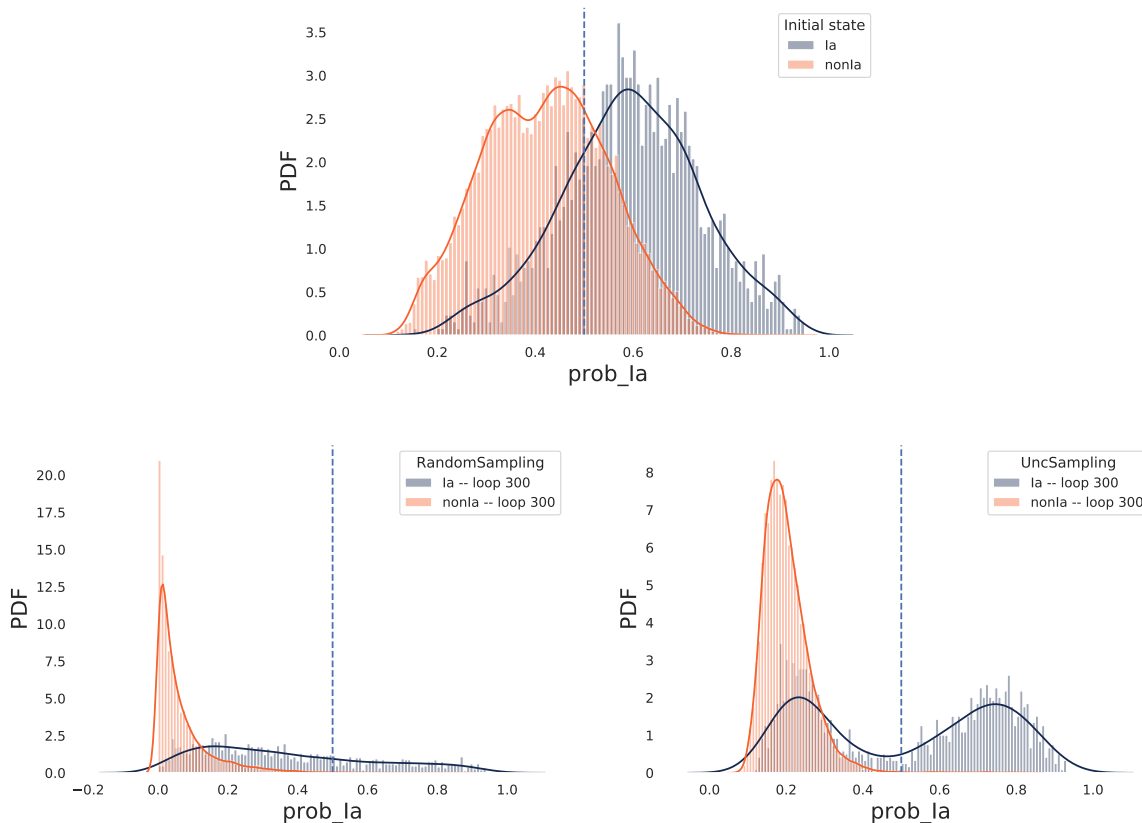 Initial state
Ia
nonIa
3.5
3.0
2.5
2.0
1.5
1.0
0.5
0.0
PDF
0.0 0.2 0.4 0.6 0.8 1.0
prob_Ia
RandomSampling
Ia -- loop 300
nonIa -- loop 300
20.0
17.5
15.0
12.5
10.0
7.5
5.0
2.5
0.0
PDF
−0.2 0.0 0.2 0.4 0.6 0.8 1.0
prob_Ia
UncSampling
Ia -- loop 300
nonIa -- loop 300
8
7
6
5
4
3
2
1
0
PDF
0.0 0.2 0.4 0.6 0.8 1.0
prob_Ia